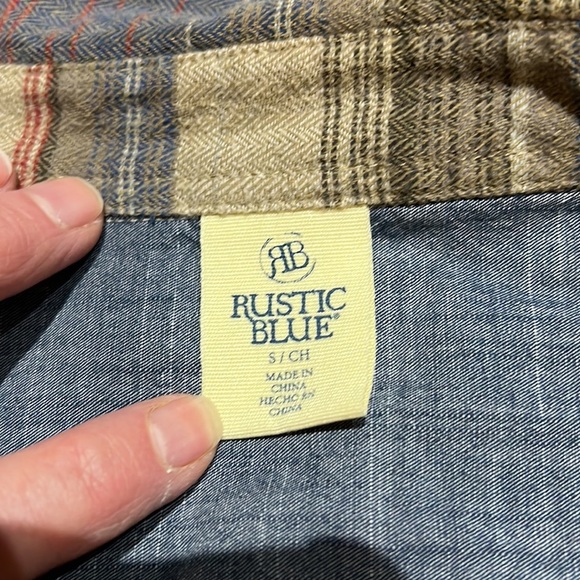 RB
RUSTIC
BLUE®
S / CH
MADE IN
CHINA
HECHO EN
CHINA